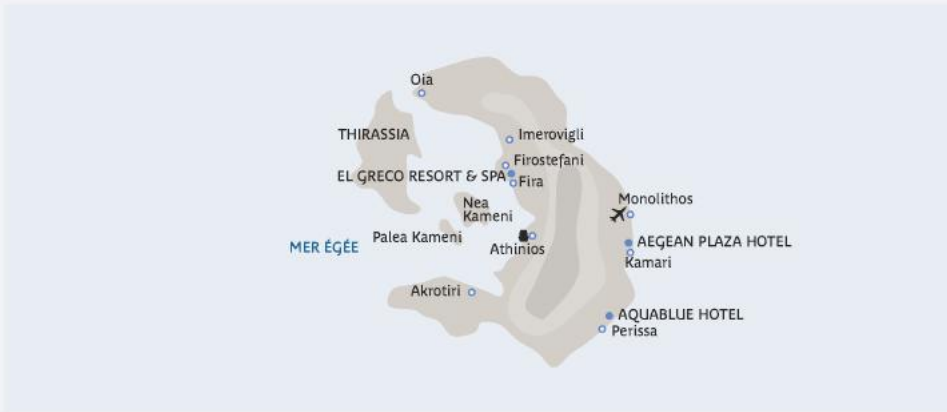 Oia
THIRASSIA
Imerovigli
Firostefani
EL GRECO RESORT & SPA
Fira
Nea
Kameni
Monolithos
Palea Kameni
MER ÉGÉE
Athinios
AEGEAN PLAZA HOTEL
Kamari
Akrotiri
AQUABLUE HOTEL
Perissa